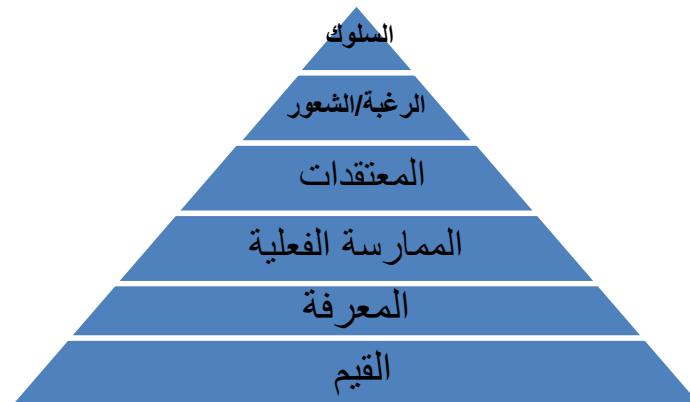 السلوك
الرغبة/الشعور
المعتقدات
الممارسة الفعلية
المعرفة
القيم